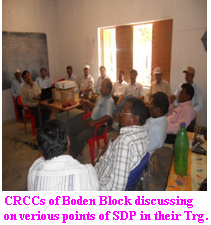 CRCCs of Boden Block discussing
on verious points of SDP in their Trg.